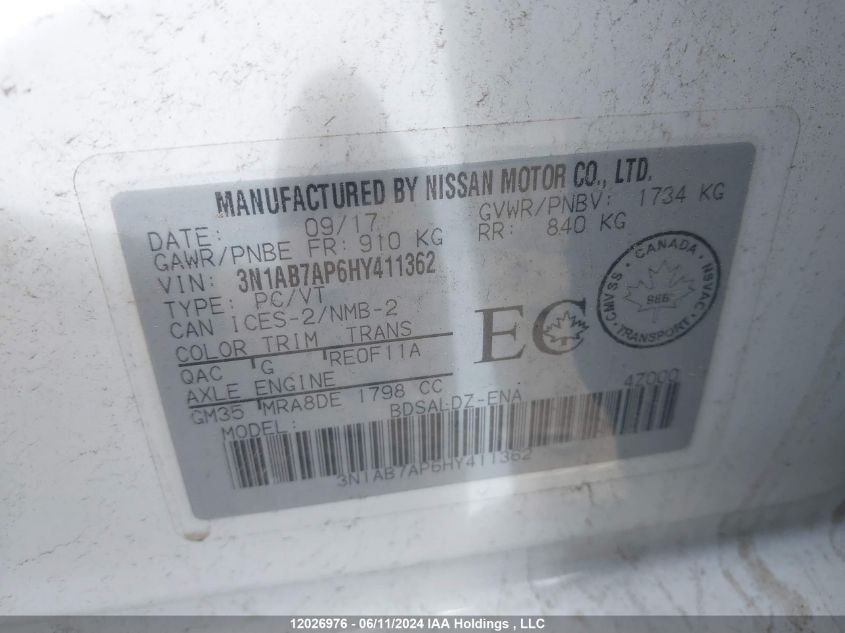 MANUFACTURED BY NISSAN MOTOR CO., LTD.
DATE: 09/17 GVWR/PNBV: 1734 KG
GAWR/PNBE FR: 910 KG RR: 840 KG
VIN: 3N1AB7AP6HY411362
TYPE: PC/VT
CAN ICES-2/NMB-2
COLOR TRIM TRANS
QAC G RE0F11A
AXLE ENGINE
GM35 MRA8DE 1798 CC
MODEL: BDSALDZ-ENA 47000
3N1AB7AP6HY411362
EC
CANADA
CMVSS
NSVAC
TRANSPORT
12026976 - 06/11/2024 IAA Holdings , LLC